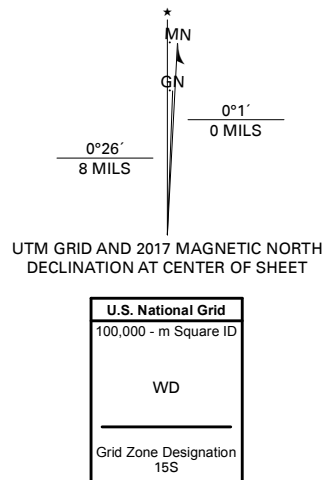 ★
MN
GN
0°1´
0 MILS
0°26´
8 MILS
UTM GRID AND 2017 MAGNETIC NORTH
DECLINATION AT CENTER OF SHEET
U.S. National Grid
100,000 - m Square ID
WD
Grid Zone Designation
15S